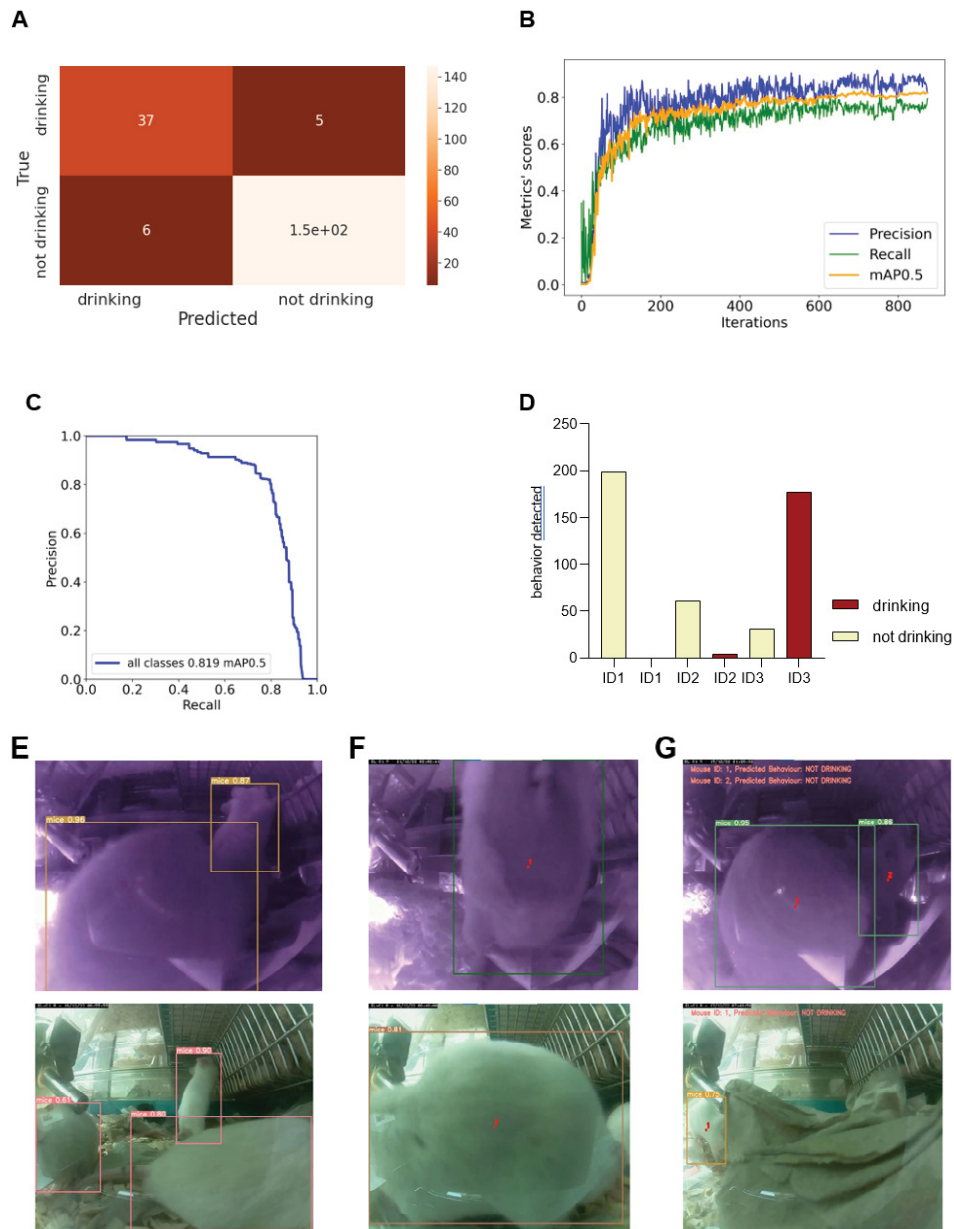 A
drinking
not drinking
True
37
5
6
1.5e+02
drinking
not drinking
Predicted
140
120
100
80
60
40
20
B
Metrics' scores
0.8
0.6
0.4
0.2
0.0
0
200
400
600
800
Iterations
Precision
Recall
mAP0.5
C
Precision
1.0
0.8
0.6
0.4
0.2
0.0
0.0
0.2
0.4
0.6
0.8
1.0
Recall
all classes 0.819 mAP0.5
D
behavior detected
250
200
150
100
50
0
ID1
ID1
ID2
ID2
ID3
ID3
drinking
not drinking
E
mice 0.87
mice 0.96
mice 0.90
mice 0.61
mice 0.80
F
mice 0.81
G
Mouse ID: 1, Predicted Behaviour: NOT DRINKING
Mouse ID: 2, Predicted Behaviour: NOT DRINKING
mice 0.95
mice 0.86
Mouse ID: 1, Predicted Behaviour: NOT DRINKING
mice 0.75